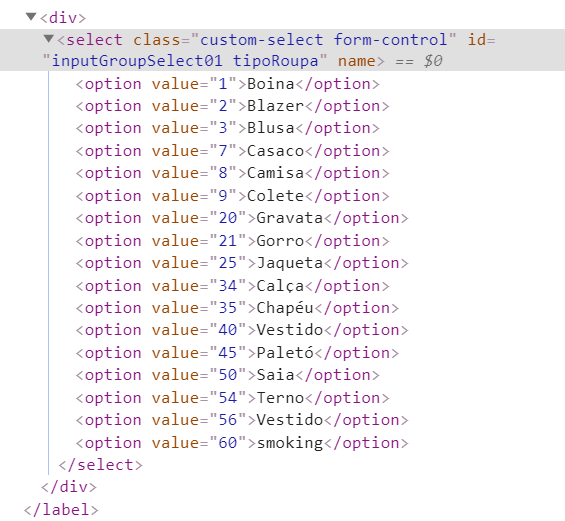 ▼<div>
▼<select class="custom-select form-control" id=
"inputGroupSelect01 tipoRoupa" name> == $0
<option value="1">Boina</option>
<option value="2">Blazer</option>
<option value="3">Blusa</option>
<option value="7">Casaco</option>
<option value="8">Camisa</option>
<option value="9">Colete</option>
<option value="20">Gravata</option>
<option value="21">Gorro</option>
<option value="25">Jaqueta</option>
<option value="34">Calça</option>
<option value="35">Chapéu</option>
<option value="40">Vestido</option>
<option value="45">Paletó</option>
<option value="50">Saia</option>
<option value="54">Terno</option>
<option value="56">Vestido</option>
<option value="60">smoking</option>
</select>
</div>
</label>